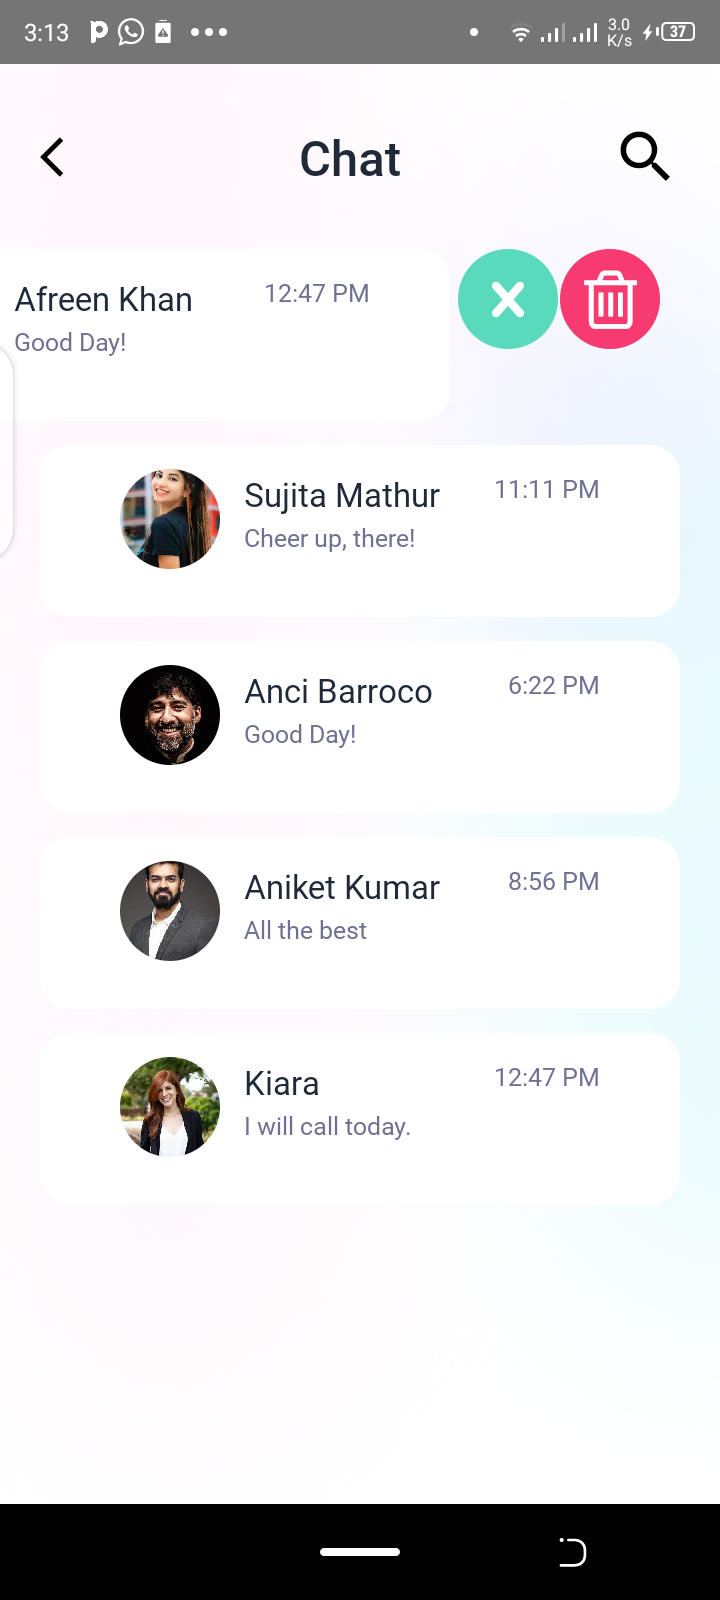 3:13
3.0
K/s
37
Chat
Afreen Khan
12:47 PM
Good Day!
Sujita Mathur
11:11 PM
Cheer up, there!
Anci Barroco
6:22 PM
Good Day!
Aniket Kumar
8:56 PM
All the best
Kiara
12:47 PM
I will call today.